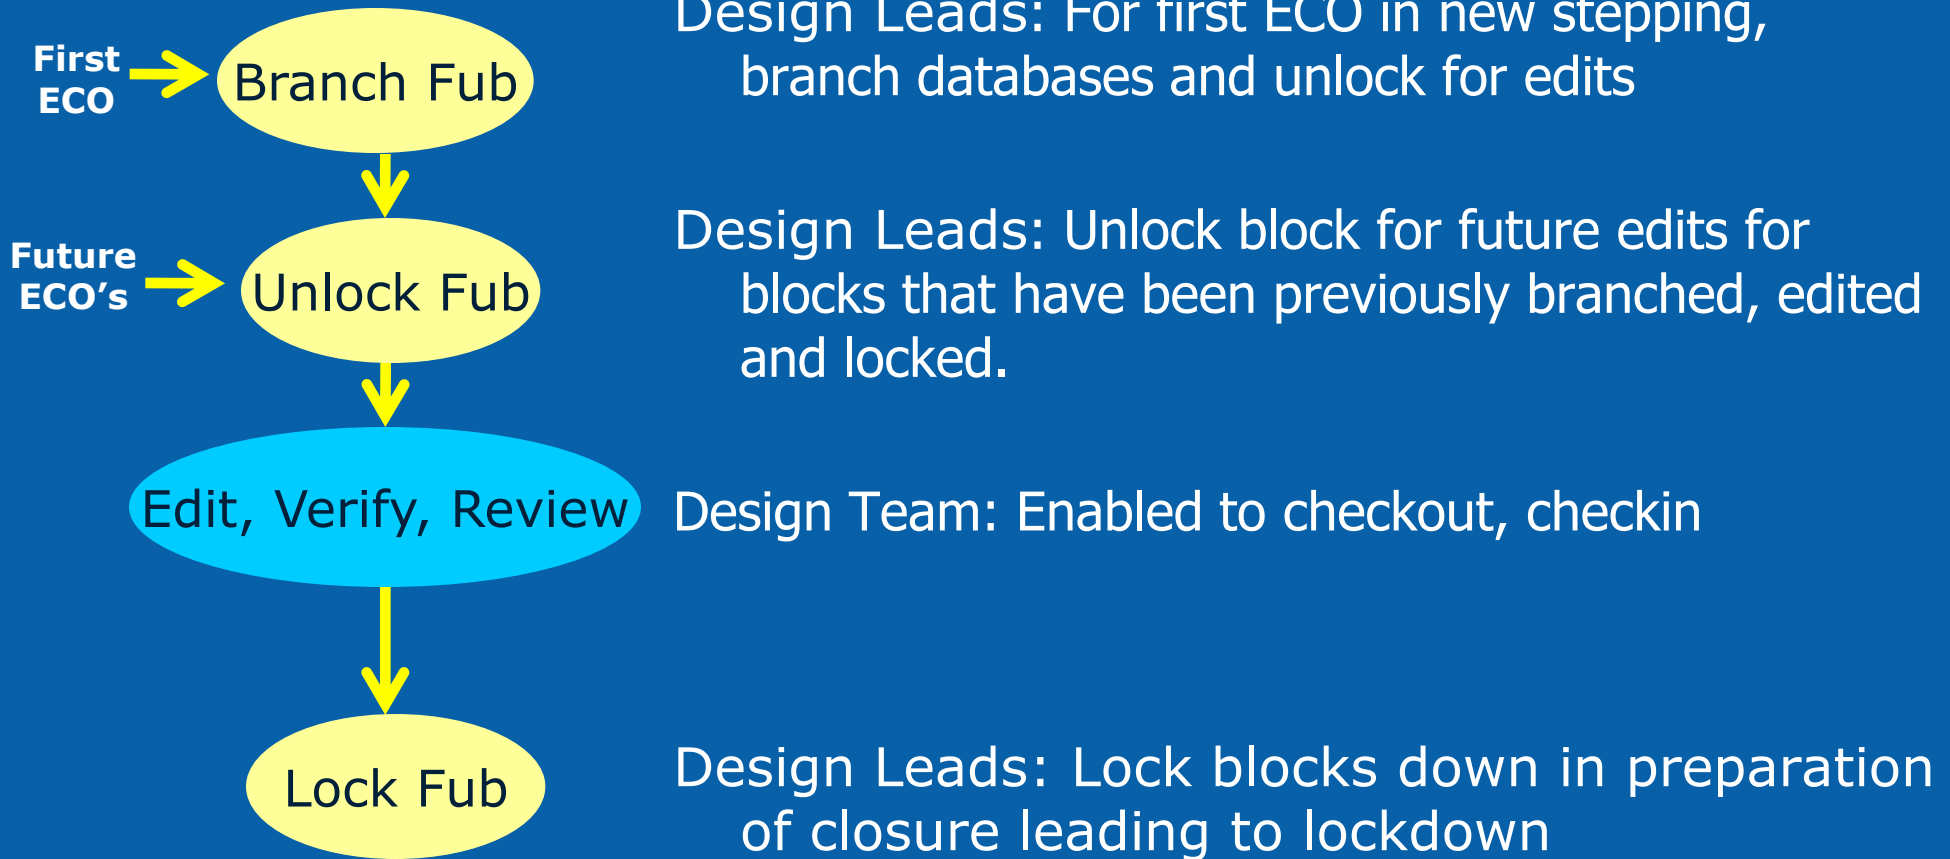 First
ECO
Branch Fub
Design Leads: For first ECO in new stepping,
branch databases and unlock for edits
Future
ECO’s
Unlock Fub
Design Leads: Unlock block for future edits for
blocks that have been previously branched, edited
and locked.
Edit, Verify, Review
Design Team: Enabled to checkout, checkin
Lock Fub
Design Leads: Lock blocks down in preparation
of closure leading to lockdown